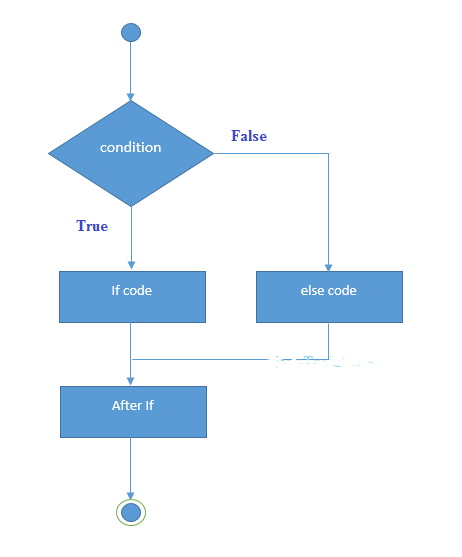 condition
False
True
If code
else code
After If